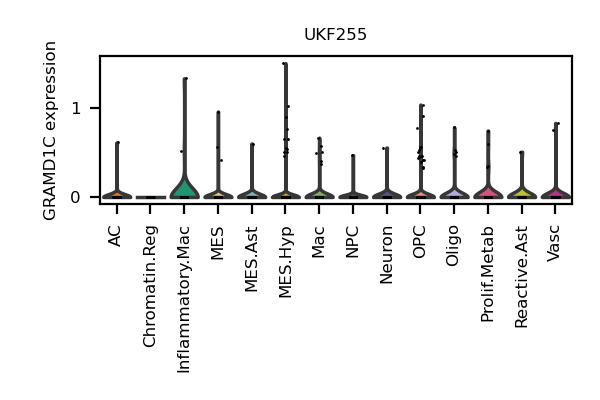 UKF255
GRAMD1C expression
1
0
AC
Chromatin.Reg
Inflammatory.Mac
MES
MES.Ast
MES.Hyp
Mac
NPC
Neuron
OPC
Oligo
Prolif.Metab
Reactive.Ast
Vasc